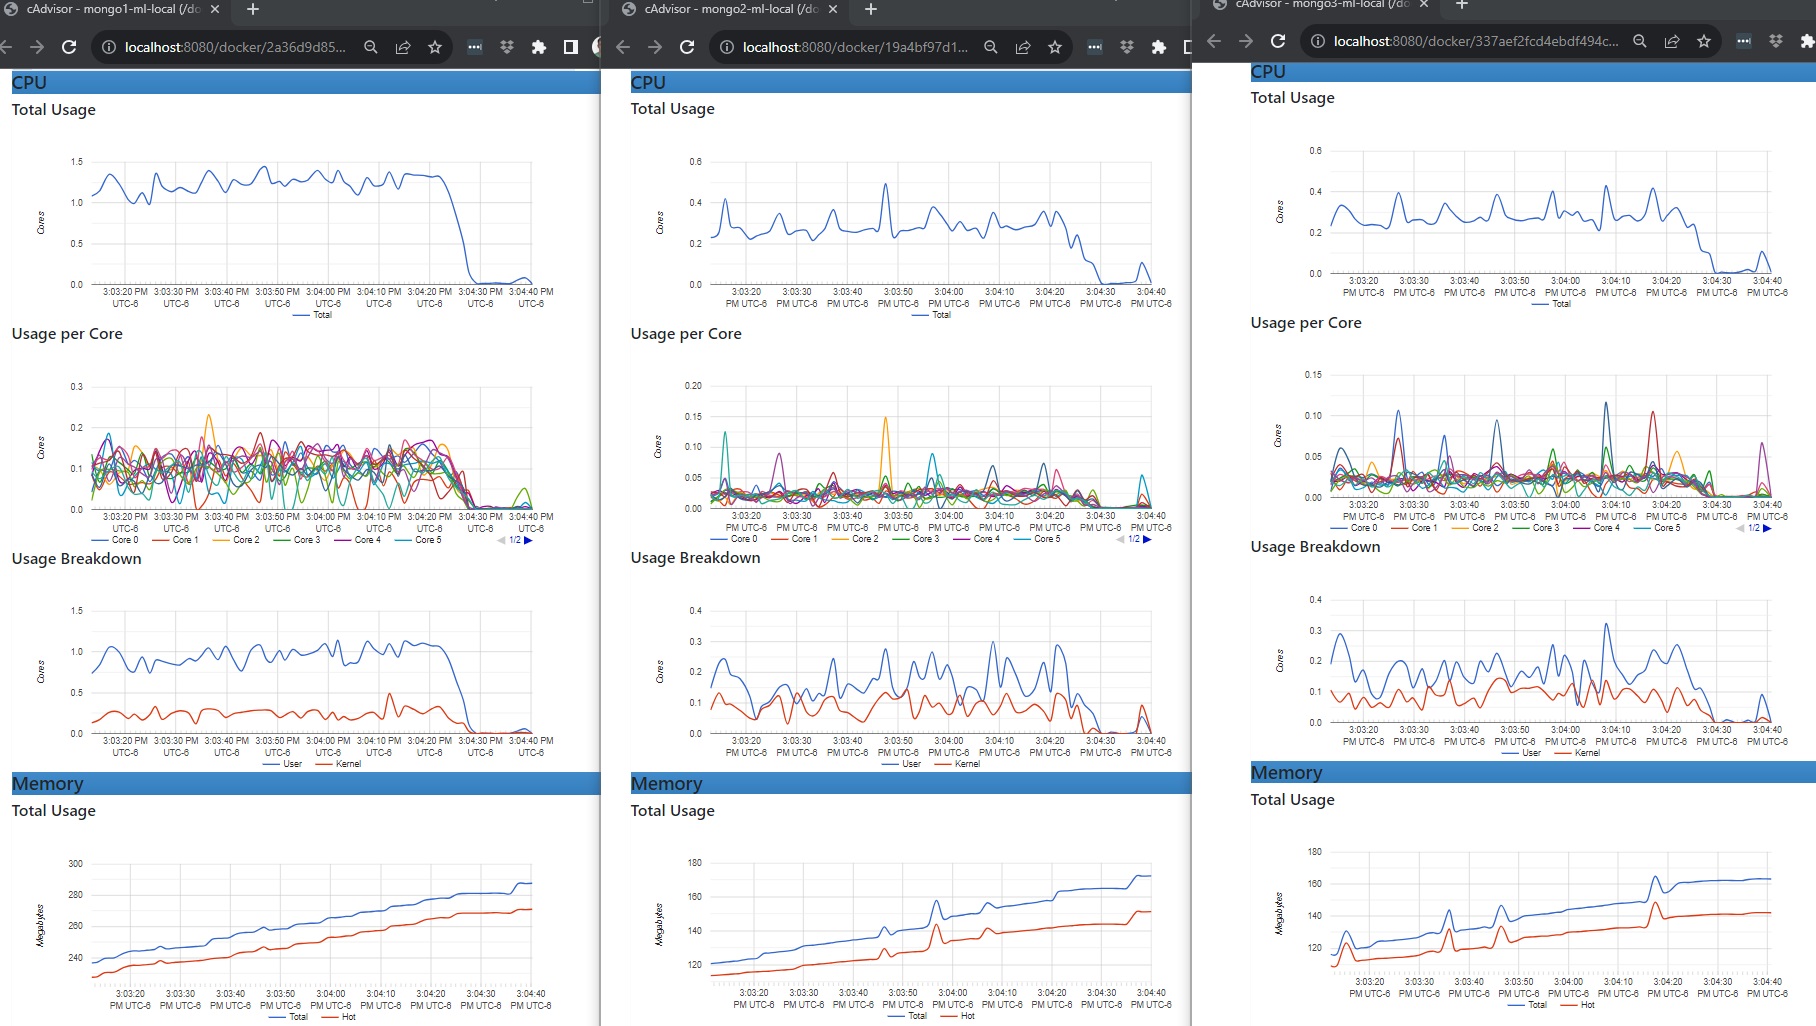 cAdvisor - mongo1-ml-local (/do
localhost:8080/docker/2a36d9d85...
CPU
Total Usage
1.5
1.0
0.5
0.0
Cores
3:03:20 PM 3:03:30 PM 3:03:40 PM 3:03:50 PM 3:04:00 PM 3:04:10 PM 3:04:20 PM 3:04:30 PM 3:04:40 PM
UTC-6 UTC-6 UTC-6 UTC-6 UTC-6 UTC-6 UTC-6 UTC-6 UTC-6
Total
Usage per Core
0.3
0.2
0.1
0.0
Cores
3:03:20 PM 3:03:30 PM 3:03:40 PM 3:03:50 PM 3:04:00 PM 3:04:10 PM 3:04:20 PM 3:04:30 PM 3:04:40 PM
UTC-6 UTC-6 UTC-6 UTC-6 UTC-6 UTC-6 UTC-6 UTC-6 UTC-6
Core 0 Core 1 Core 2 Core 3 Core 4 Core 5 1/2
Usage Breakdown
1.5
1.0
0.5
0.0
Cores
3:03:20 PM 3:03:30 PM 3:03:40 PM 3:03:50 PM 3:04:00 PM 3:04:10 PM 3:04:20 PM 3:04:30 PM 3:04:40 PM
UTC-6 UTC-6 UTC-6 UTC-6 UTC-6 UTC-6 UTC-6 UTC-6 UTC-6
User Kernel
Memory
Total Usage
300
280
260
240
Megabytes
3:03:20 3:03:30 3:03:40 3:03:50 3:04:00 3:04:10 3:04:20 3:04:30 3:04:40
PM UTC-6 PM UTC-6 PM UTC-6 PM UTC-6 PM UTC-6 PM UTC-6 PM UTC-6 PM UTC-6 PM UTC-6
Total Hot
cAdvisor - mongo2-ml-local (/do
localhost:8080/docker/19a4bf97d1...
CPU
Total Usage
0.6
0.4
0.2
0.0
Cores
3:03:20 3:03:30 3:03:40 3:03:50 3:04:00 3:04:10 3:04:20 3:04:30 3:04:40
PM UTC-6 PM UTC-6 PM UTC-6 PM UTC-6 PM UTC-6 PM UTC-6 PM UTC-6 PM UTC-6 PM UTC-6
Total
Usage per Core
0.20
0.15
0.10
0.05
0.00
Cores
3:03:20 3:03:30 3:03:40 3:03:50 3:04:00 3:04:10 3:04:20 3:04:30 3:04:40
PM UTC-6 PM UTC-6 PM UTC-6 PM UTC-6 PM UTC-6 PM UTC-6 PM UTC-6 PM UTC-6 PM UTC-6
Core 0 Core 1 Core 2 Core 3 Core 4 Core 5 1/2
Usage Breakdown
0.4
0.3
0.2
0.1
0.0
Cores
3:03:20 3:03:30 3:03:40 3:03:50 3:04:00 3:04:10 3:04:20 3:04:30 3:04:40
PM UTC-6 PM UTC-6 PM UTC-6 PM UTC-6 PM UTC-6 PM UTC-6 PM UTC-6 PM UTC-6 PM UTC-6
User Kernel
Memory
Total Usage
180
160
140
120
Megabytes
3:03:20 3:03:30 3:03:40 3:03:50 3:04:00 3:04:10 3:04:20 3:04:30 3:04:40
PM UTC-6 PM UTC-6 PM UTC-6 PM UTC-6 PM UTC-6 PM UTC-6 PM UTC-6 PM UTC-6 PM UTC-6
Total Hot
cAdvisor - mongo3-ml-local (/do
localhost:8080/docker/337aef2fcd4ebdf494c...
CPU
Total Usage
0.6
0.4
0.2
0.0
Cores
3:03:20 3:03:30 3:03:40 3:03:50 3:04:00 3:04:10 3:04:20 3:04:30 3:04:40
PM UTC-6 PM UTC-6 PM UTC-6 PM UTC-6 PM UTC-6 PM UTC-6 PM UTC-6 PM UTC-6 PM UTC-6
Total
Usage per Core
0.15
0.10
0.05
0.00
Cores
3:03:20 3:03:30 3:03:40 3:03:50 3:04:00 3:04:10 3:04:20 3:04:30 3:04:40
PM UTC-6 PM UTC-6 PM UTC-6 PM UTC-6 PM UTC-6 PM UTC-6 PM UTC-6 PM UTC-6 PM UTC-6
Core 0 Core 1 Core 2 Core 3 Core 4 Core 5 1/2
Usage Breakdown
0.4
0.3
0.2
0.1
0.0
Cores
3:03:20 3:03:30 3:03:40 3:03:50 3:04:00 3:04:10 3:04:20 3:04:30 3:04:40
PM UTC-6 PM UTC-6 PM UTC-6 PM UTC-6 PM UTC-6 PM UTC-6 PM UTC-6 PM UTC-6 PM UTC-6
User Kernel
Memory
Total Usage
180
160
140
120
Megabytes
3:03:20 3:03:30 3:03:40 3:03:50 3:04:00 3:04:10 3:04:20 3:04:30 3:04:40
PM UTC-6 PM UTC-6 PM UTC-6 PM UTC-6 PM UTC-6 PM UTC-6 PM UTC-6 PM UTC-6 PM UTC-6
Total Hot